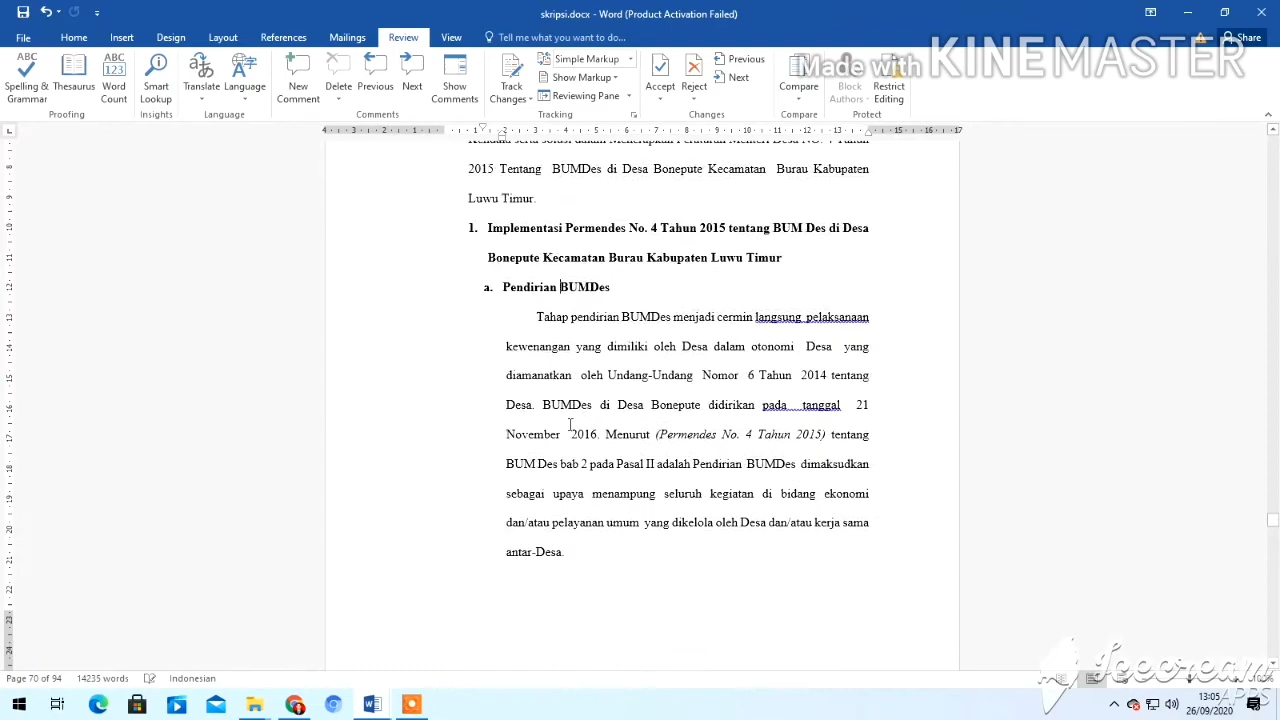 skripsi.docx - Word (Product Activation Failed)
File Home Insert Design Layout References Mailings Review View Tell me what you want to do... Share
Made with KINEMASTER
ABC Spelling & Grammar
Thesaurus
ABC 123 Word Count
Smart Lookup
Translate
Language
New Comment
Delete
Previous
Next
Show Comments
Track Changes
Simple Markup
Show Markup
Reviewing Pane
Accept
Reject
Previous
Next
Compare
Block Authors
Restrict Editing
Proofing Insights Language Comments Tracking Changes Compare Protect
Kendala serta solusi dalam Menerapkan Peraturan Menteri Desa NO. 4 Tahun
2015 Tentang BUMDes di Desa Bonepute Kecamatan Burau Kabupaten
Luwu Timur.
1. Implementasi Permendes No. 4 Tahun 2015 tentang BUM Des di Desa
Bonepute Kecamatan Burau Kabupaten Luwu Timur
a. Pendirian BUMDes
Tahap pendirian BUMDes menjadi cermin langsung pelaksanaan
kewenangan yang dimiliki oleh Desa dalam otonomi Desa yang
diamanatkan oleh Undang-Undang Nomor 6 Tahun 2014 tentang
Desa. BUMDes di Desa Bonepute didirikan pada tanggal 21
November 2016. Menurut (Permendes No. 4 Tahun 2015) tentang
BUM Des bab 2 pada Pasal II adalah Pendirian BUMDes dimaksudkan
sebagai upaya menampung seluruh kegiatan di bidang ekonomi
dan/atau pelayanan umum yang dikelola oleh Desa dan/atau kerja sama
antar-Desa.
Icecream
APPS
Page 70 of 94 14235 words Indonesian
13:05
26/09/2020